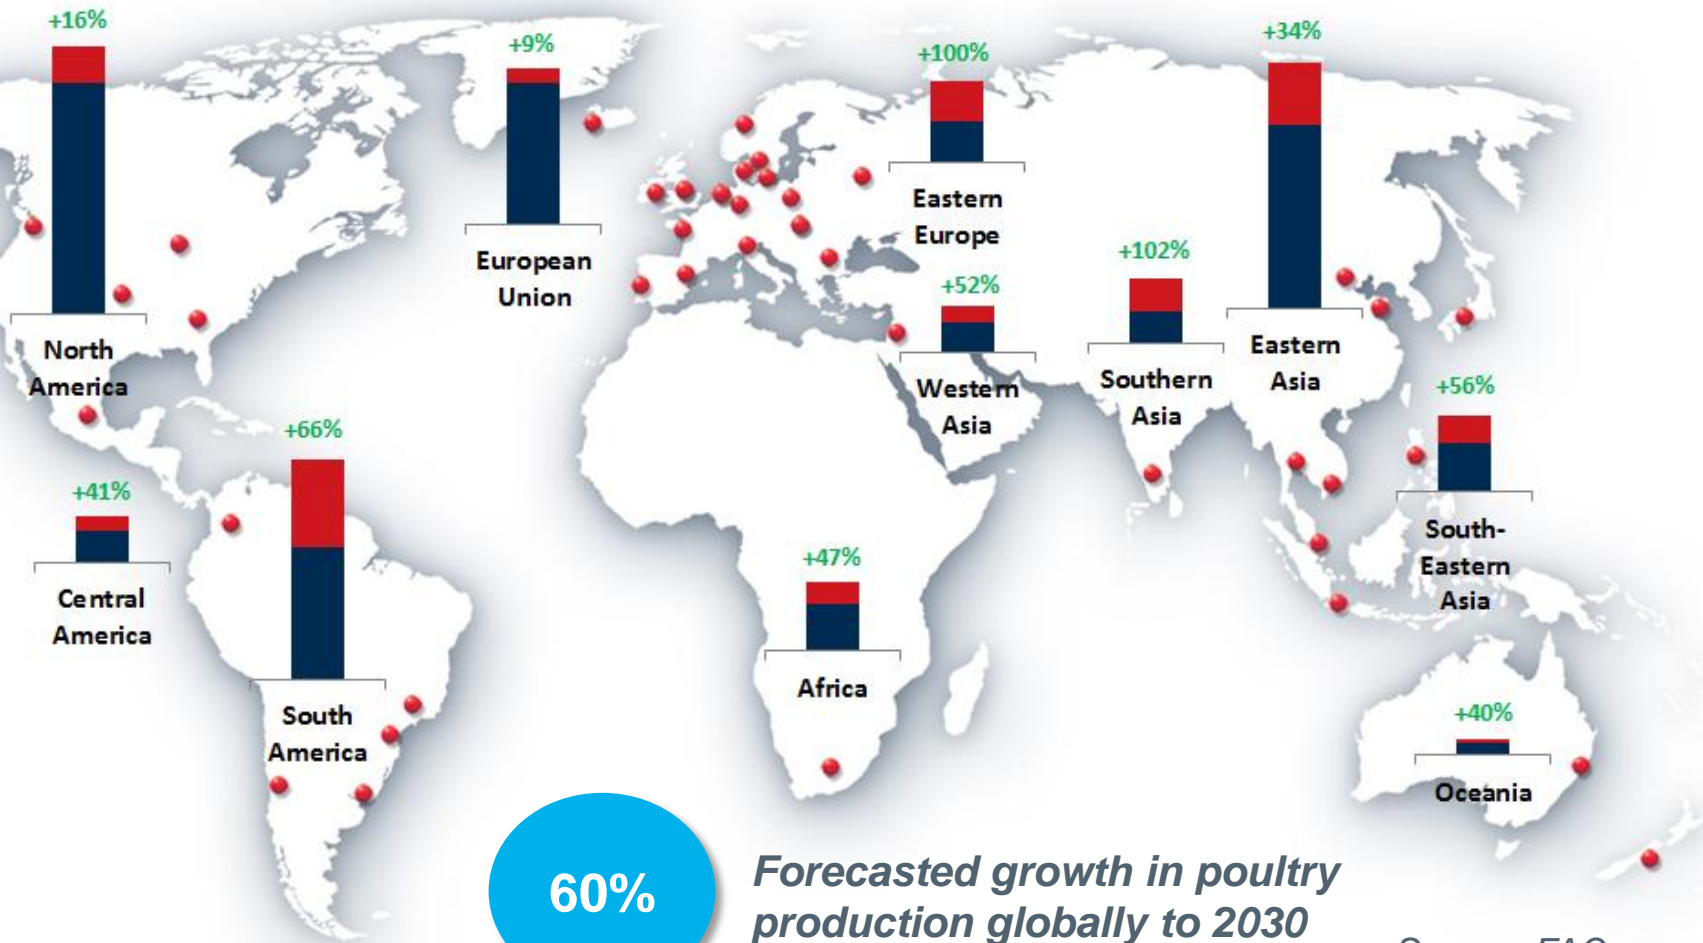 +16%
North
America
+9%
European
Union
+100%
Eastern
Europe
+34%
Eastern
Asia
+52%
Western
Asia
+102%
Southern
Asia
+56%
South-
Eastern
Asia
+66%
South
America
+41%
Central
America
+47%
Africa
+40%
Oceania
60%
Forecasted growth in poultry
production globally to 2030
FAO